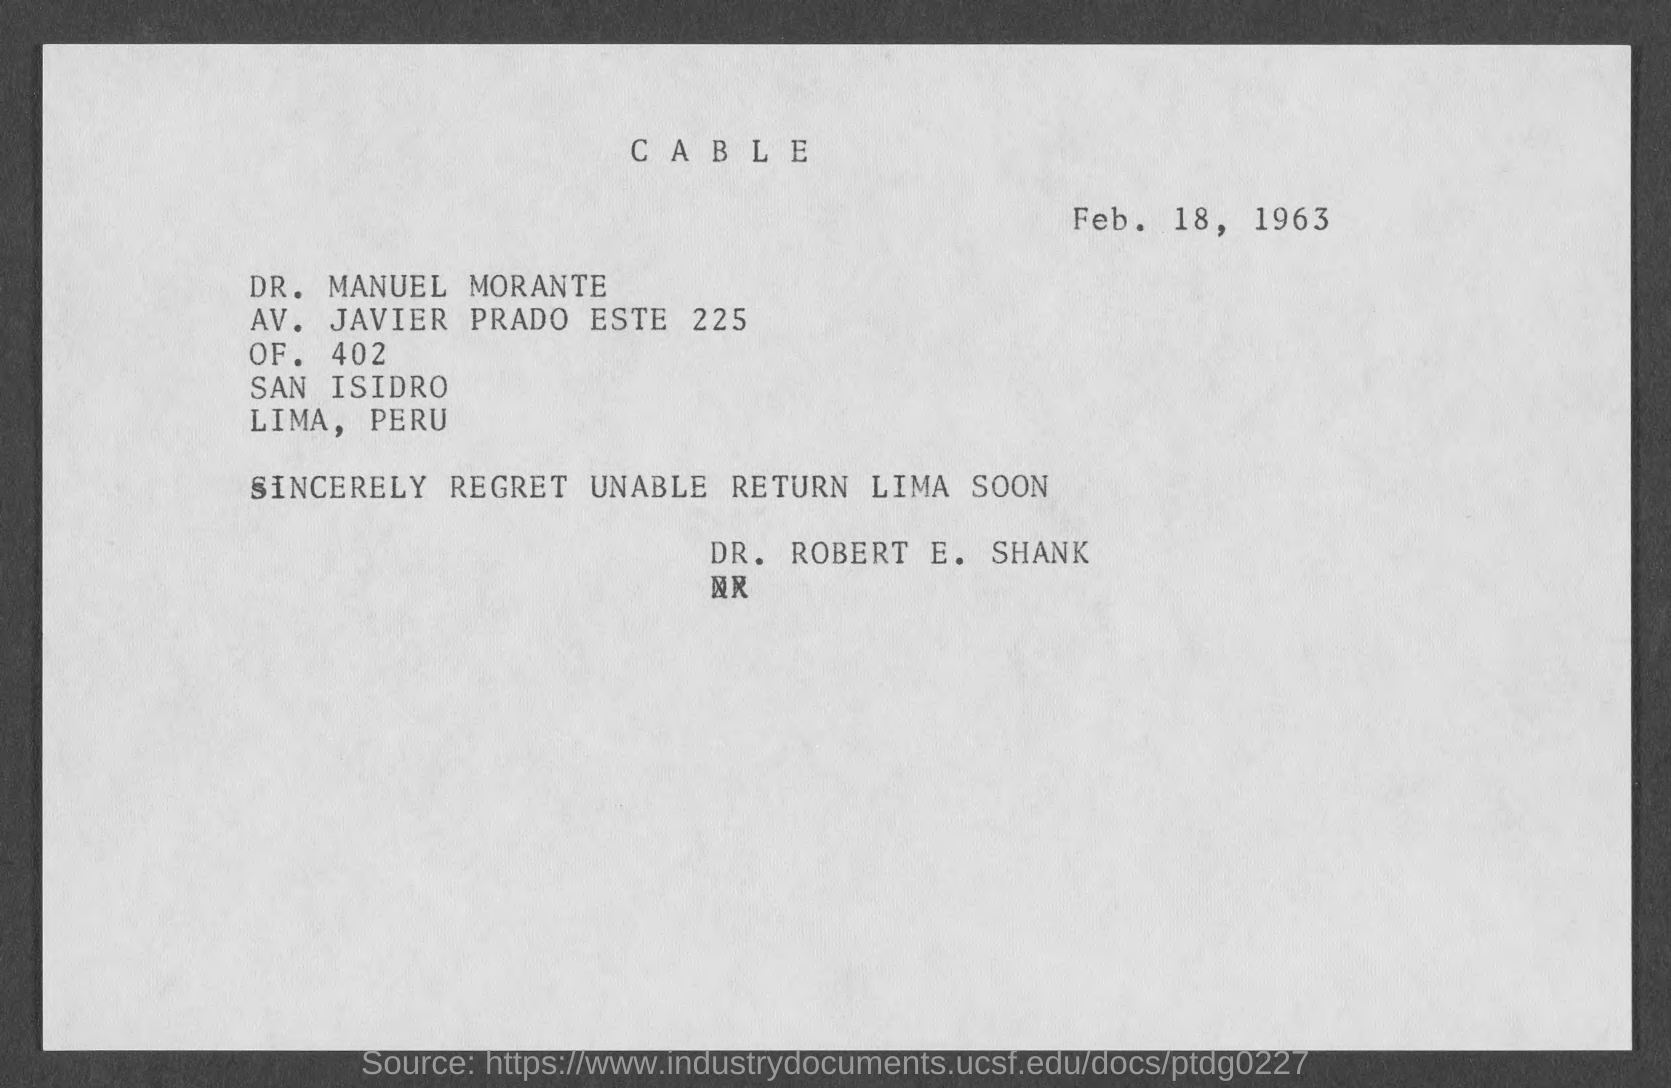 C A B L E
Feb. 18, 1963
DR. MANUEL MORANTE
AV. JAVIER PRADO ESTE 225
OF. 402
SAN ISIDRO
LIMA, PERU
SINCERELY REGRET UNABLE RETURN LIMA SOON
DR. ROBERT E. SHANK
Source: https://www.industrydocuments.ucsf.edu/docs/ptdg0227